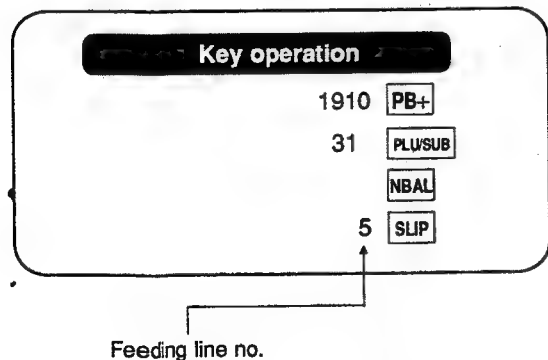 Key operation
1910 PB+
31 PLU/SUB
NBAL
5 SLIP
Feeding line no.